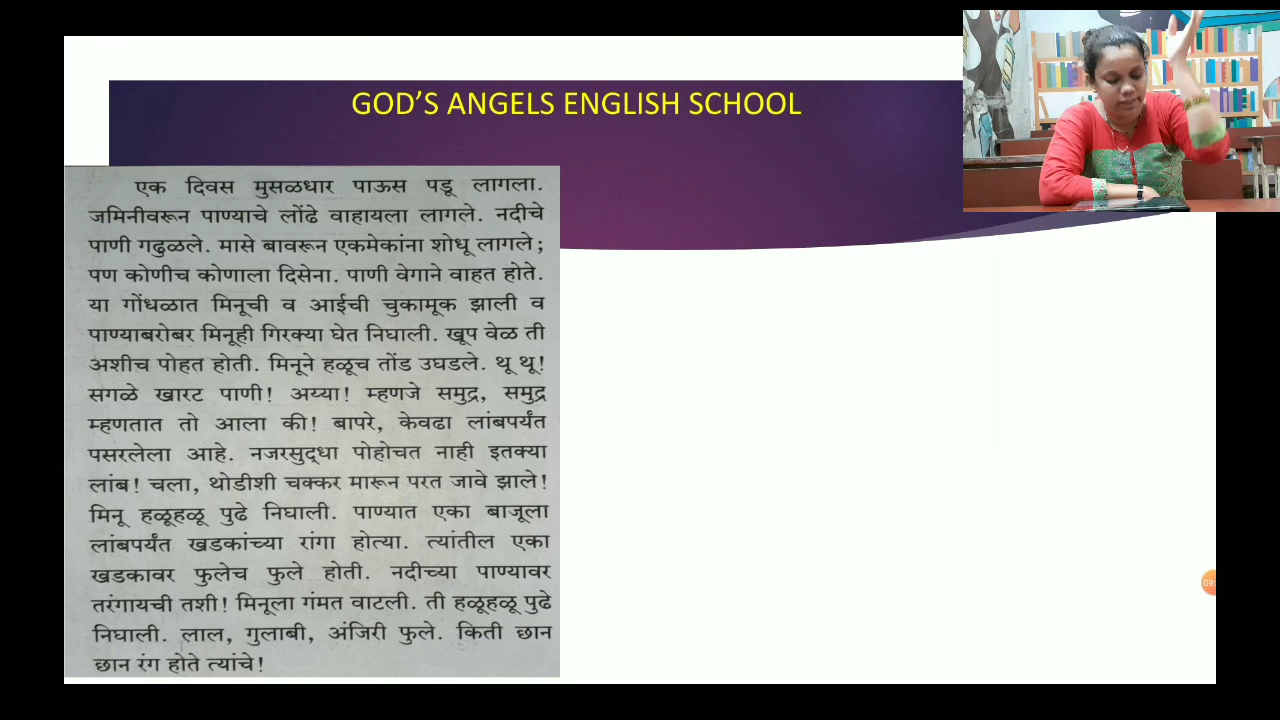 GOD'S ANGELS ENGLISH SCHOOL
एक दिवस मुसळधार पाऊस पडू लागला.
जमिनीवरून पाण्याचे लोंढे वाहायला लागले. नदीचे
पाणी गढुळले. मासे बावरून एकमेकांना शोधू लागले;
पण कोणीच कोणाला दिसेना. पाणी वेगाने वाहत होते.
या गोंधळात मिनूची व आईची चुकामूक झाली व
पाण्याबरोबर मिनूही गिरक्या घेत निघाली. खूप वेळ ती
अशीच पोहत होती. मिनूने हळूच तोंड उघडले. थू थू!
सगळे खारट पाणी! अय्या! म्हणजे समुद्र, समुद्र
म्हणतात तो आला की! बापरे, केवढा लांबपर्यंत
पसरलेला आहे. नजरसुद्धा पोहोचत नाही इतक्या
लांब! चला, थोडीशी चक्कर मारून परत जावे झाले!
मिनू हळूहळू पुढे निघाली. पाण्यात एका बाजूला
लांबपर्यंत खडकांच्या रांगा होत्या. त्यांतील एका
खडकावर फुलेच फुले होती. नदीच्या पाण्यावर
तरंगायची तशी! मिनूला गंमत वाटली. ती हळूहळू पुढे
निघाली. लाल, गुलाबी, अंजिरी फुले. किती छान
छान रंग होते त्यांचे!